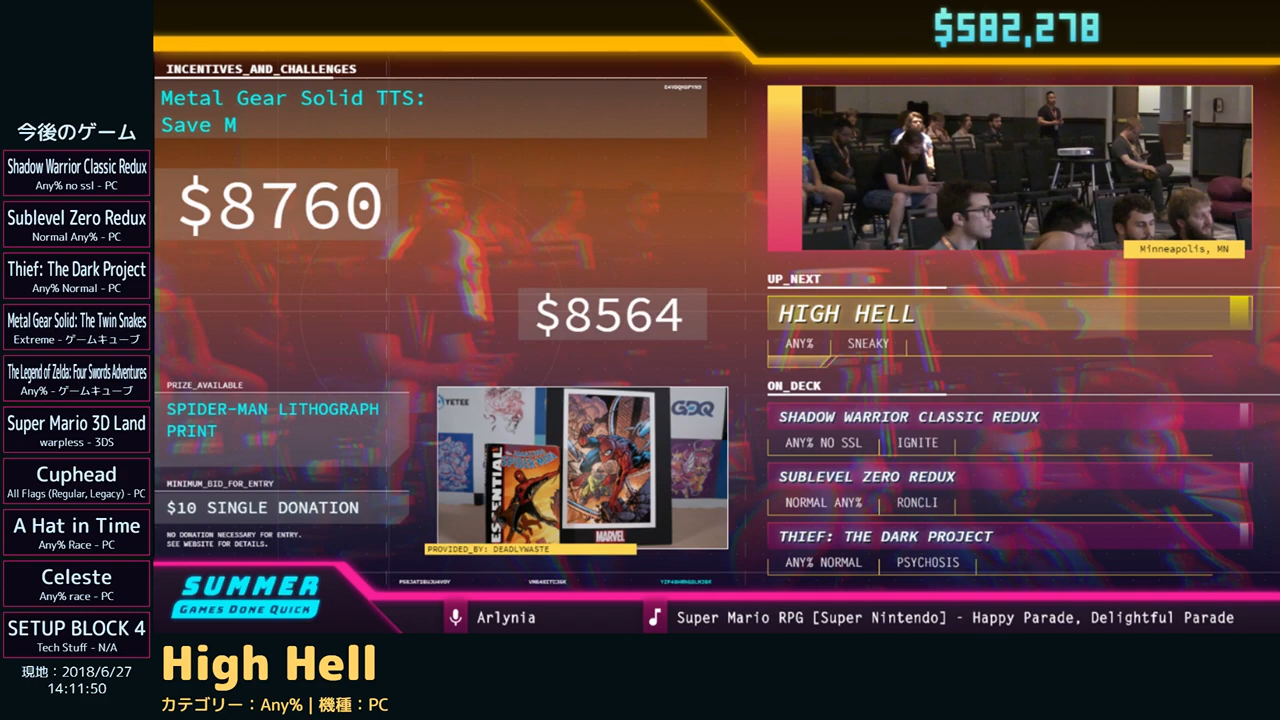 今後のゲーム
Shadow Warrior Classic Redux
Any% no ssl - PC
Sublevel Zero Redux
Normal Any% - PC
Thief: The Dark Project
Any% Normal - PC
Metal Gear Solid: The Twin Snakes
Extreme - ゲームキューブ
The Legend of Zelda: Four Swords Adventures
Any% - ゲームキューブ
Super Mario 3D Land
warpless - 3DS
Cuphead
All Flags (Regular, Legacy) - PC
A Hat in Time
Any% Race - PC
Celeste
Any% race - PC
SETUP BLOCK 4
Tech Stuff - N/A
現地：2018/6/27
14:11:50
$582,278
INCENTIVES_AND_CHALLENGES
Metal Gear Solid TTS:
Save M
$8760
$8564
PRIZE_AVAILABLE
SPIDER-MAN LITHOGRAPH
PRINT
MINIMUM_BID_FOR_ENTRY
$10 SINGLE DONATION
NO DONATION NECESSARY FOR ENTRY.
SEE WEBSITE FOR DETAILS.
YETEE
GDQ
MARVEL
PROVIDED_BY: DEADLYWASTE
Minneapolis, MN
UP_NEXT
HIGH HELL
ANY% SNEAKY
ON_DECK
SHADOW WARRIOR CLASSIC REDUX
ANY% NO SSL IGNITE
SUBLEVEL ZERO REDUX
NORMAL ANY% RONCLI
THIEF: THE DARK PROJECT
ANY% NORMAL PSYCHOSIS
SUMMER
GAMES DONE QUICK
Arlynia
Super Mario RPG [Super Nintendo] - Happy Parade, Delightful Parade
High Hell
カテゴリー：Any% | 機種：PC